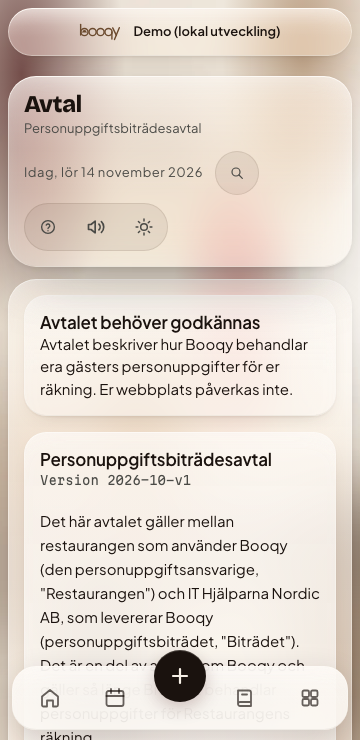 booqy Demo (lokal utveckling)
Avtal
Personuppgiftsbiträdesavtal
Idag, lör 14 november 2026
Avtalet behöver godkännas
Avtalet beskriver hur Booqy behandlar
era gästers personuppgifter för er
räkning. Er webbplats påverkas inte.
Personuppgiftsbiträdesavtal
Version 2026-10-v1
Det här avtalet gäller mellan
restaurangen som använder Booqy
(den personuppgiftsansvarige,
"Restaurangen") och IT Hjälparna Nordic
AB, som levererar Booqy
(personuppgiftsbiträdet, "Biträdet").
Det är en del av Booqy och
behandlar
personuppgifter för Restaurangens
räkning.